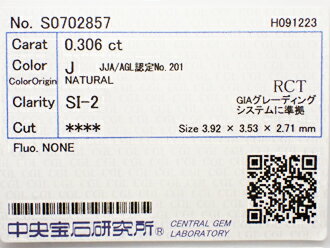 No. S0702857 H091223
Carat 0.306 ct
Color J JJA/AGL認定No.201
ColorOrigin NATURAL
RCT
Clarity SI-2 GIAグレーディング
システムに準拠
Cut **** Size 3.92 × 3.53 × 2.71 mm
Fluo. NONE
中央宝石研究所® CENTRAL GEM
LABORATORY